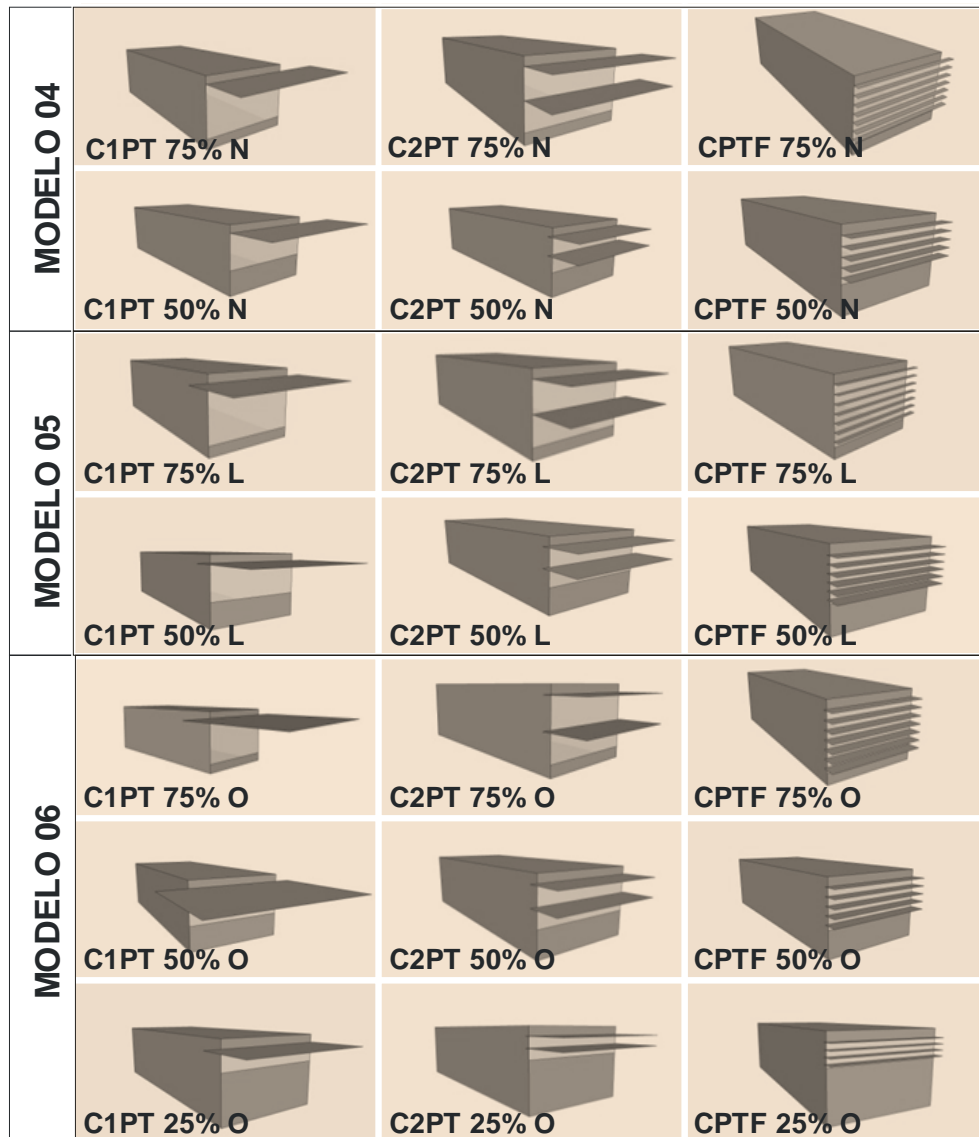 MODELO 04
C1PT 75% N
C2PT 75% N
CPTF 75% N
C1PT 50% N
C2PT 50% N
CPTF 50% N
MODELO 05
C1PT 75% L
C2PT 75% L
CPTF 75% L
C1PT 50% L
C2PT 50% L
CPTF 50% L
MODELO 06
C1PT 75% O
C2PT 75% O
CPTF 75% O
C1PT 50% O
C2PT 50% O
CPTF 50% O
C1PT 25% O
C2PT 25% O
CPTF 25% O